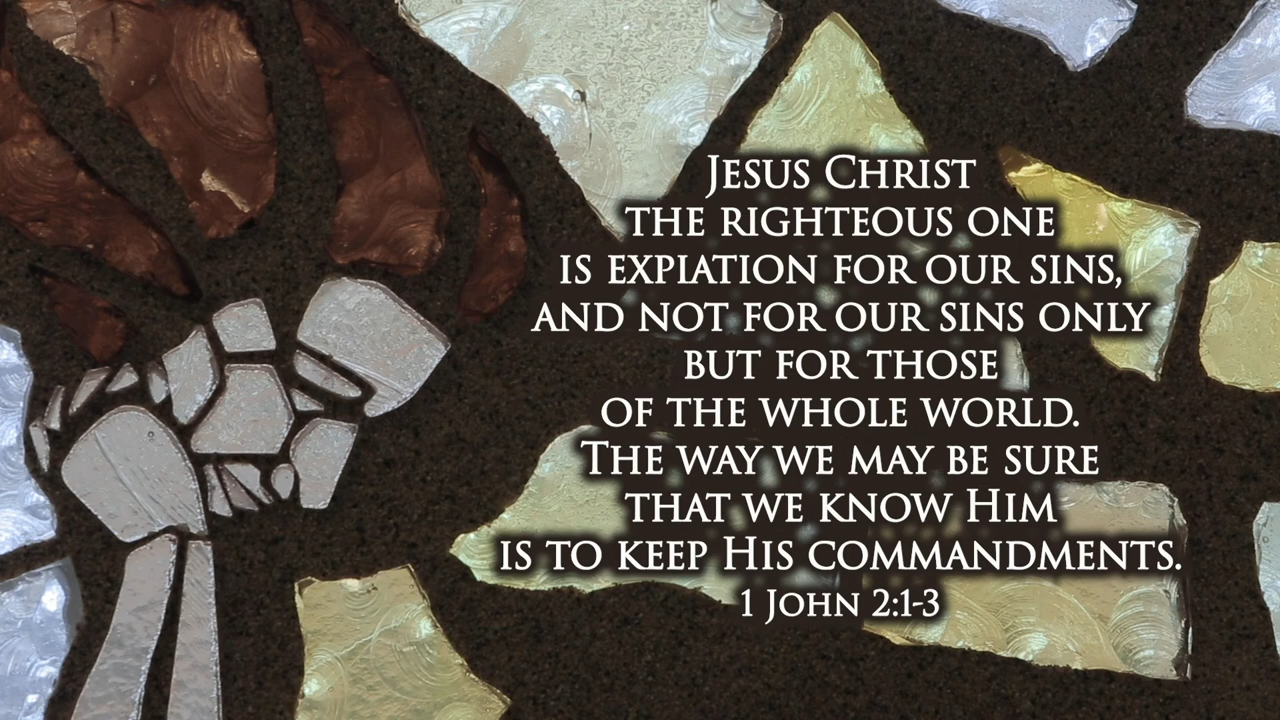 Jesus Christ
the righteous one
is expiation for our sins,
and not for our sins only
but for those
of the whole world.
The way we may be sure
that we know Him
is to keep His commandments.
1 John 2:1-3